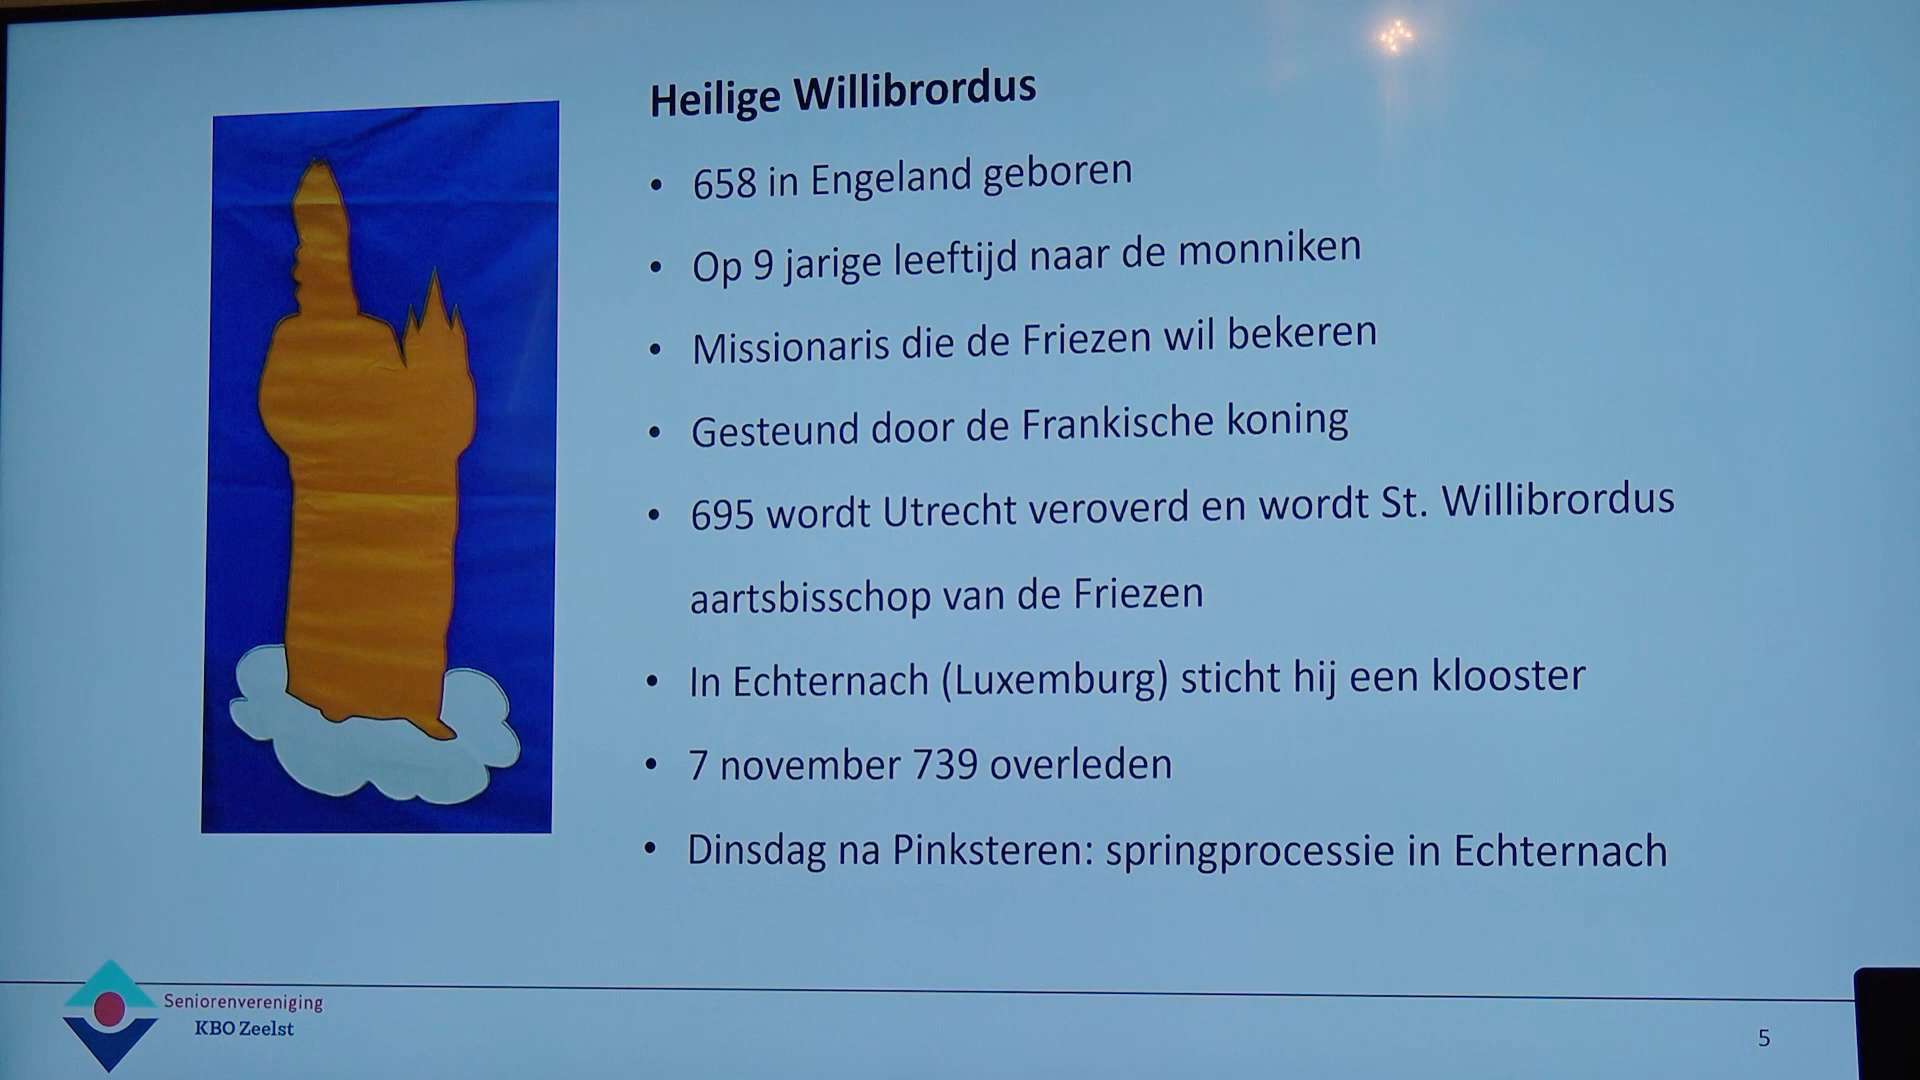 Heilige Willibrordus
• 658 in Engeland geboren
• Op 9 jarige leeftijd naar de monniken
• Missionaris die de Friezen wil bekeren
• Gesteund door de Frankische koning
• 695 wordt Utrecht veroverd en wordt St. Willibrordus
aartsbisschop van de Friezen
• In Echternach (Luxemburg) sticht hij een klooster
• 7 november 739 overleden
• Dinsdag na Pinksteren: springprocessie in Echternach
Seniorenvereniging
KBO Zeelst
5